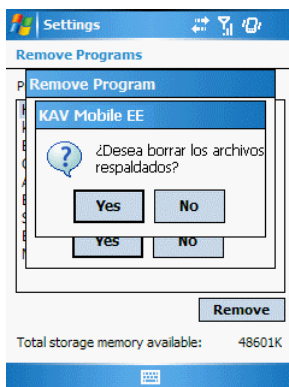 Settings
Remove Programs
P
Remove Program
KAV Mobile EE
¿Desea borrar los archivos
respaldados?
Yes No
Yes No
Remove
Total storage memory available: 48601K